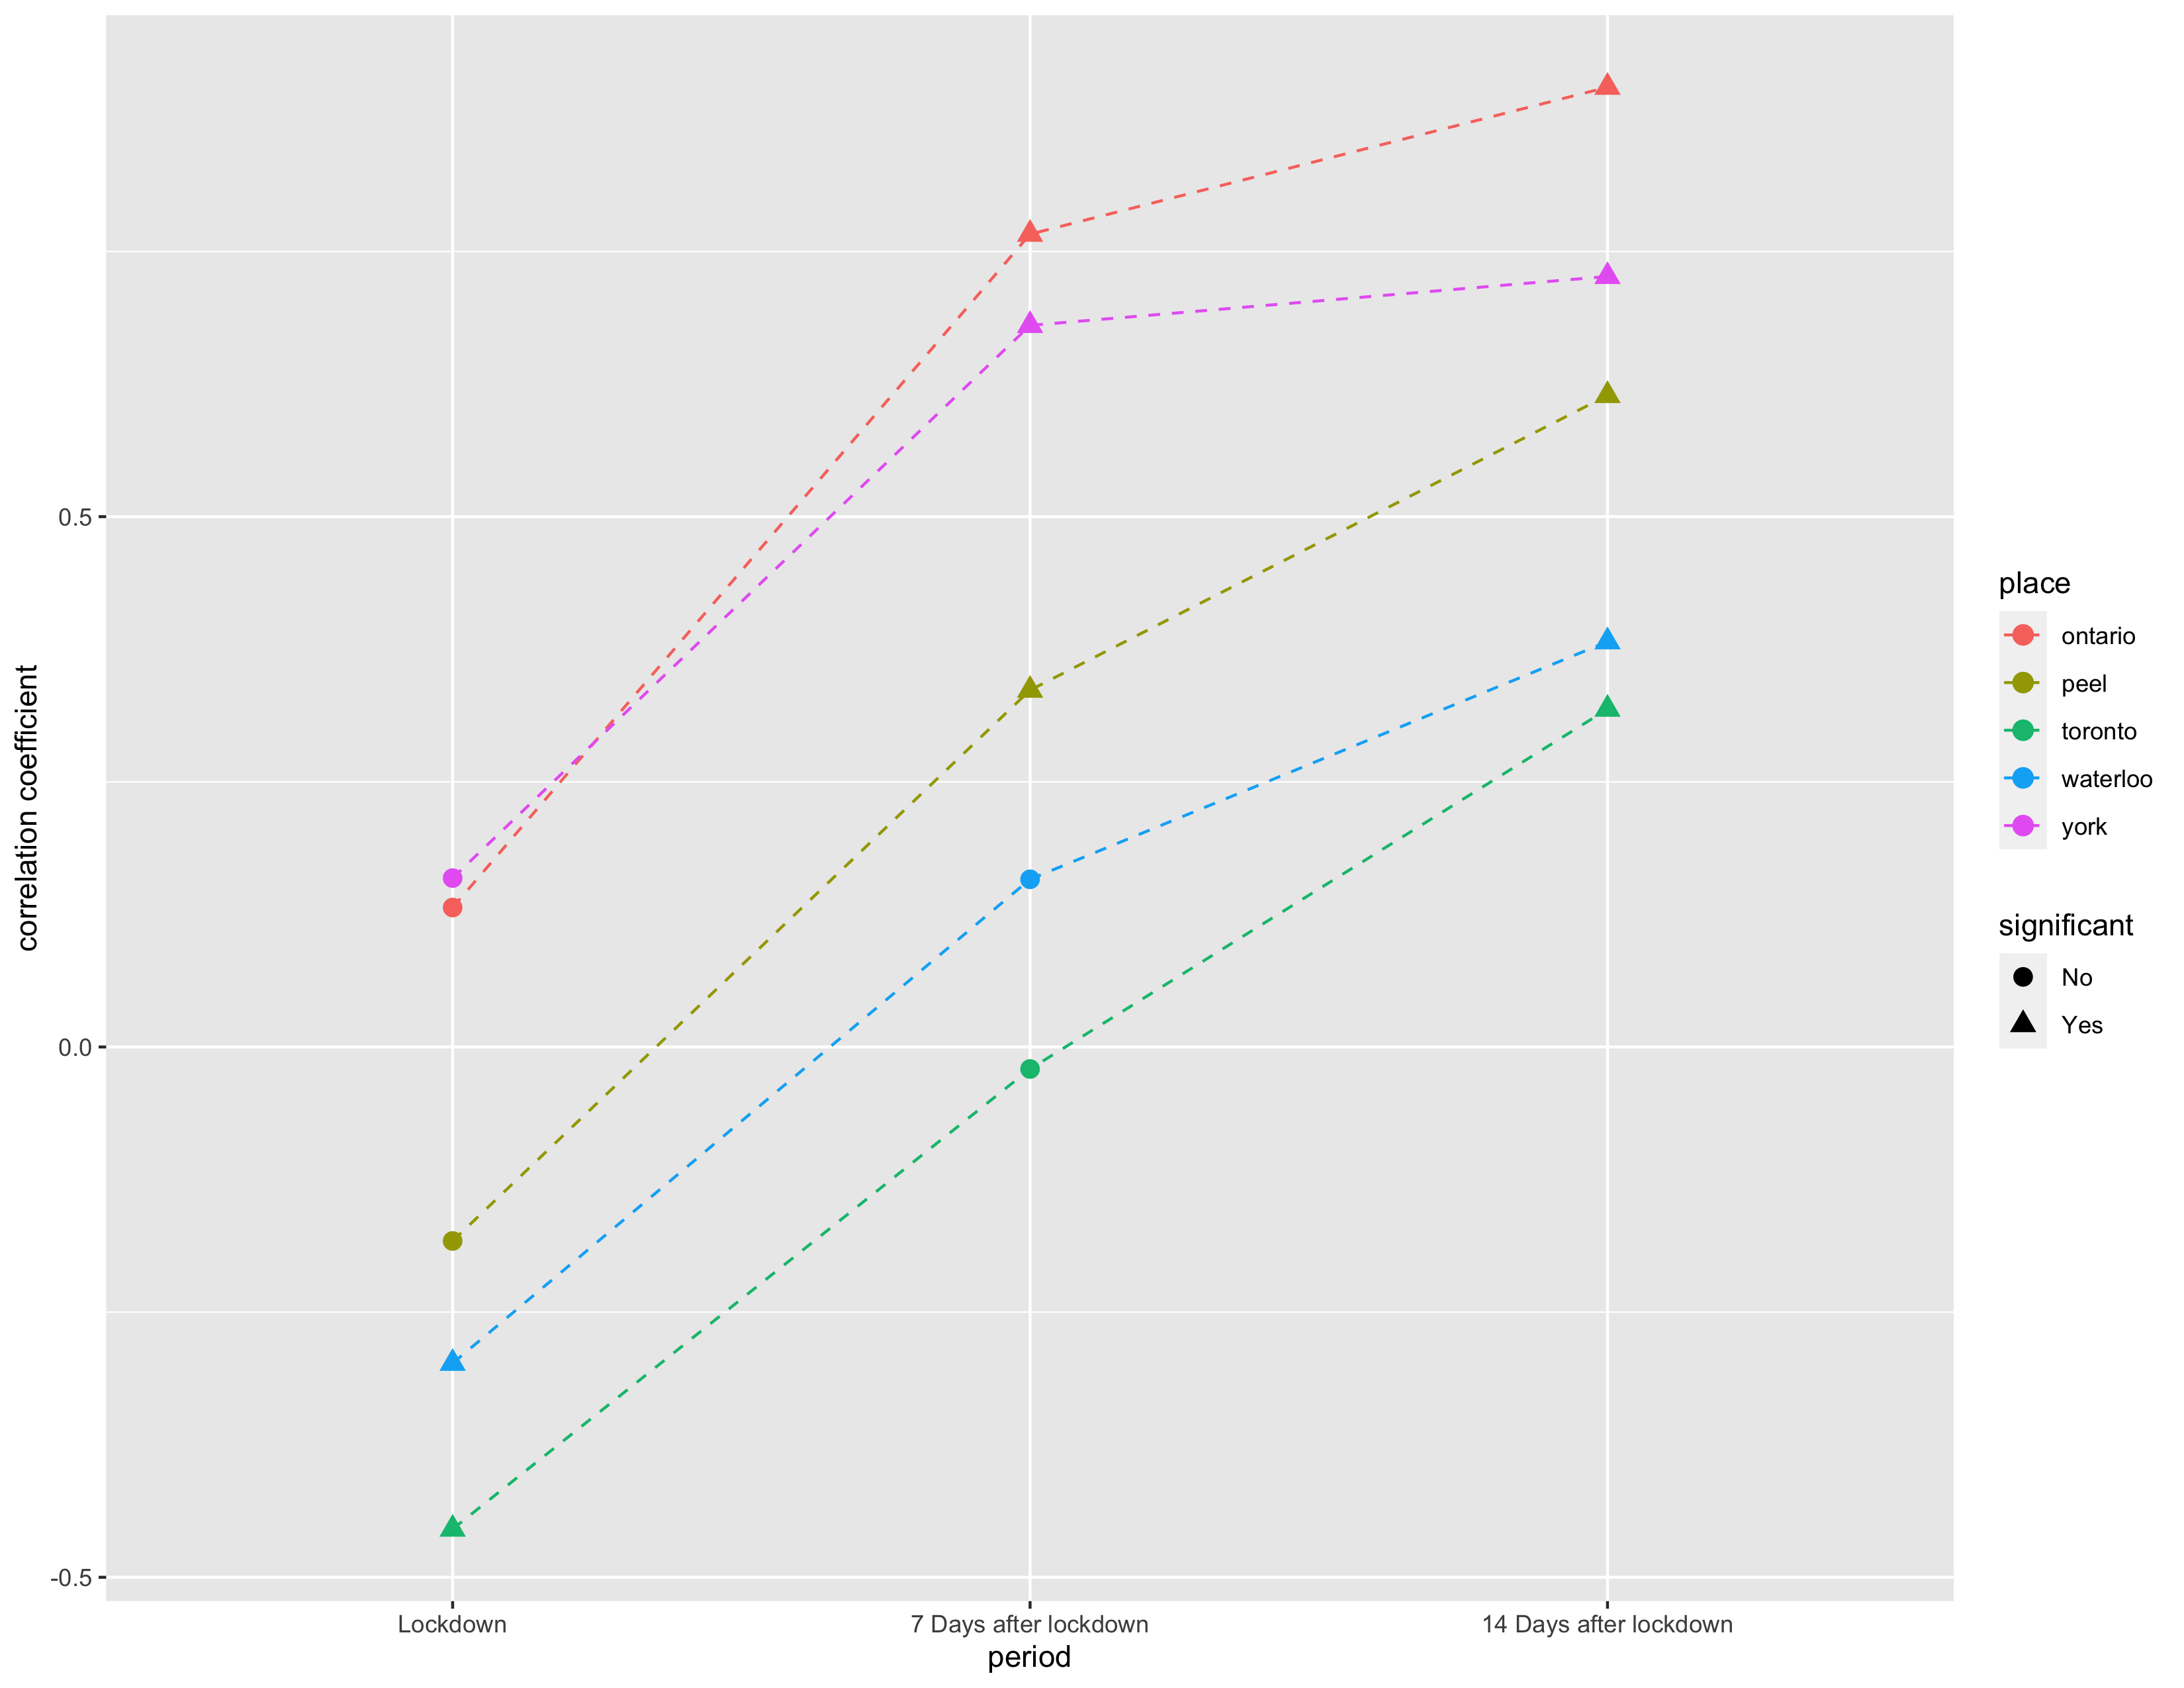 correlation coefficient
0.5
0.0
-0.5
Lockdown
7 Days after lockdown
14 Days after lockdown
period
place
ontario
peel
toronto
waterloo
york
significant
No
Yes